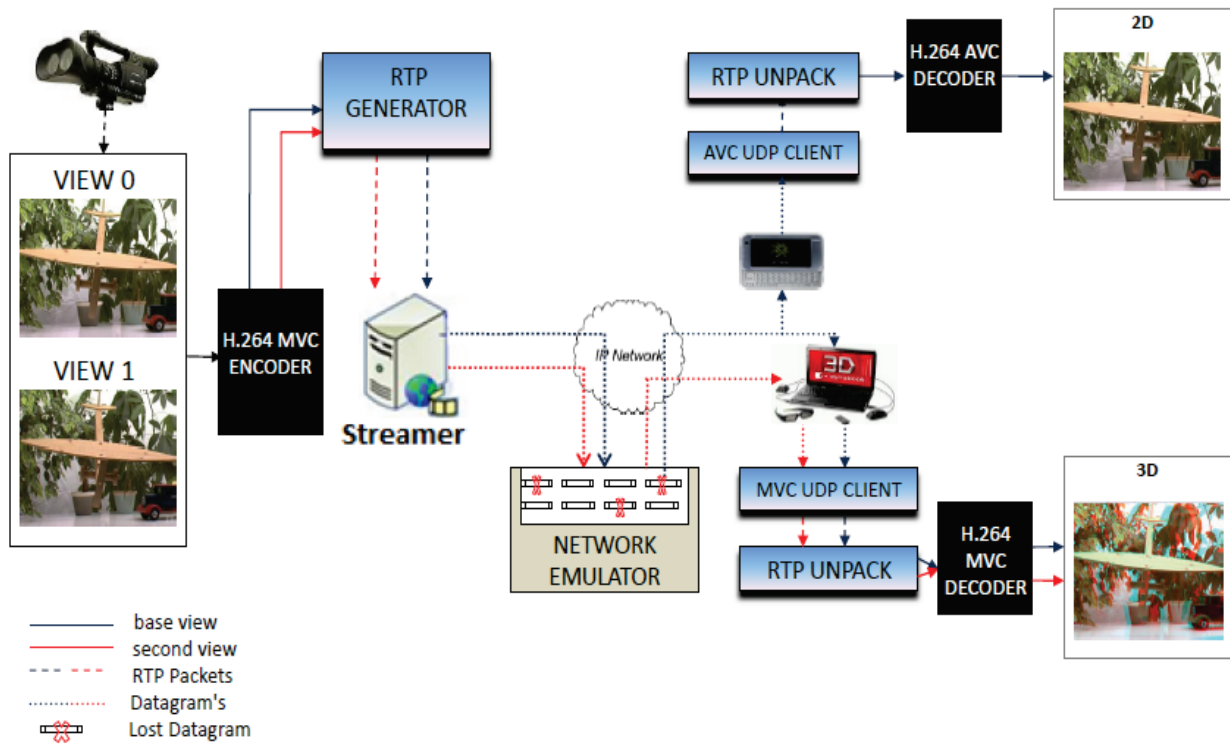 VIEW 0
VIEW 1
H.264 MVC
ENCODER
RTP
GENERATOR
Streamer
IP Network
NETWORK
EMULATOR
RTP UNPACK
AVC UDP CLIENT
H.264 AVC
DECODER
2D
3D
MVC UDP CLIENT
RTP UNPACK
H.264
MVC
DECODER
3D
base view
second view
RTP Packets
Datagram's
Lost Datagram